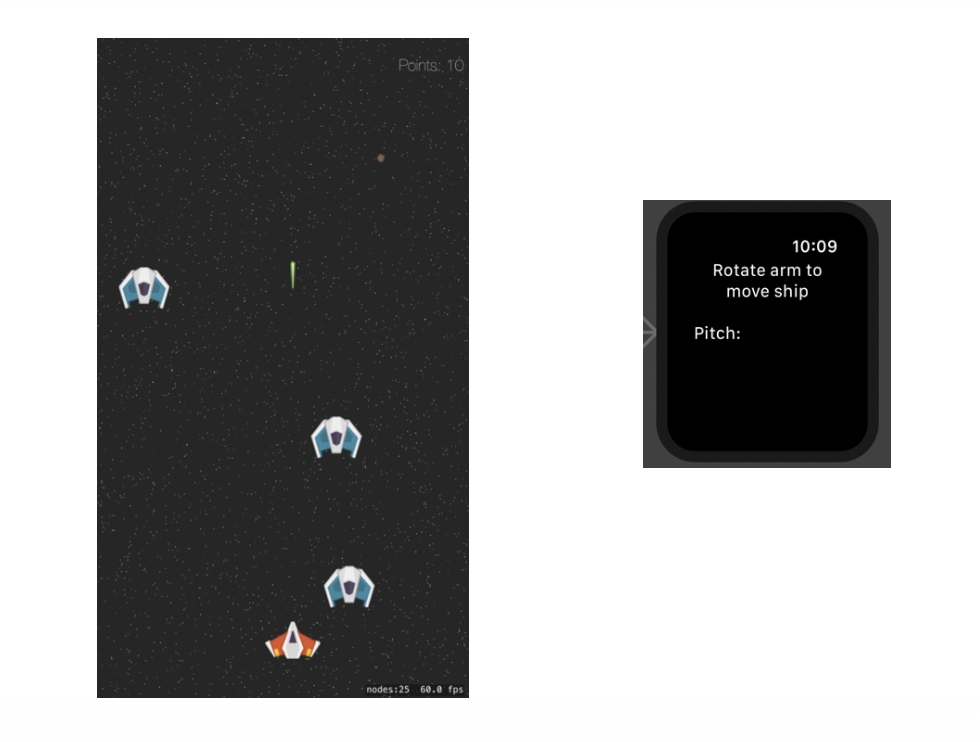 Points: 10
nodes:25 60.0 fps
10:09
Rotate arm to
move ship
Pitch: